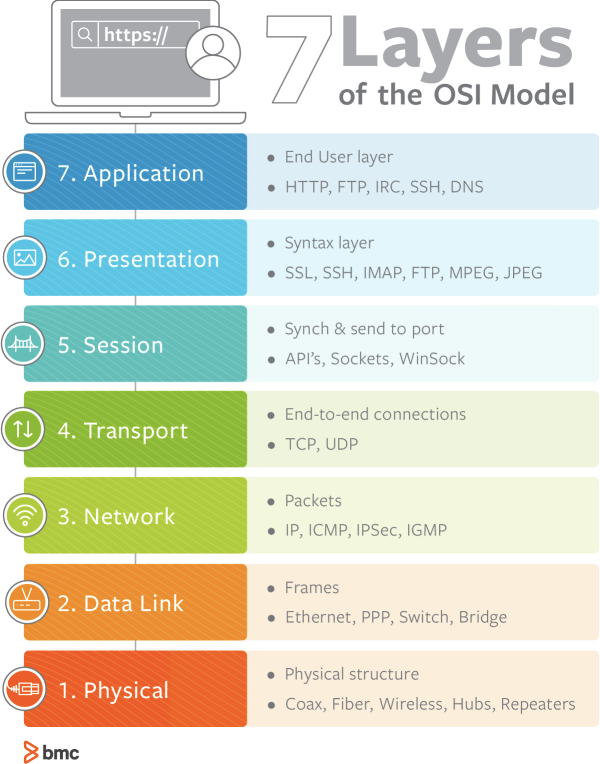 https://
7 Layers
of the OSI Model
7. Application
End User layer
HTTP, FTP, IRC, SSH, DNS
6. Presentation
Syntax layer
SSL, SSH, IMAP, FTP, MPEG, JPEG
5. Session
Synch & send to port
API's, Sockets, WinSock
4. Transport
End-to-end connections
TCP, UDP
3. Network
Packets
IP, ICMP, IPSec, IGMP
2. Data Link
Frames
Ethernet, PPP, Switch, Bridge
1. Physical
Physical structure
Coax, Fiber, Wireless, Hubs, Repeaters
bmc